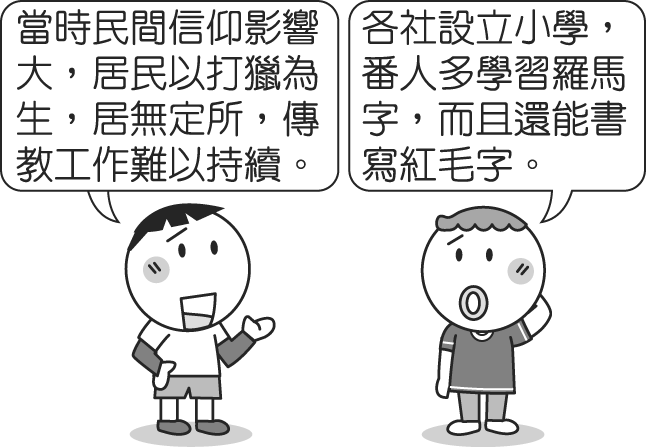 當時民間信仰影響
大，居民以打獵為
生，居無定所，傳
教工作難以持續。
各社設立小學，
番人多學習羅馬
字，而且還能書
寫紅毛字。